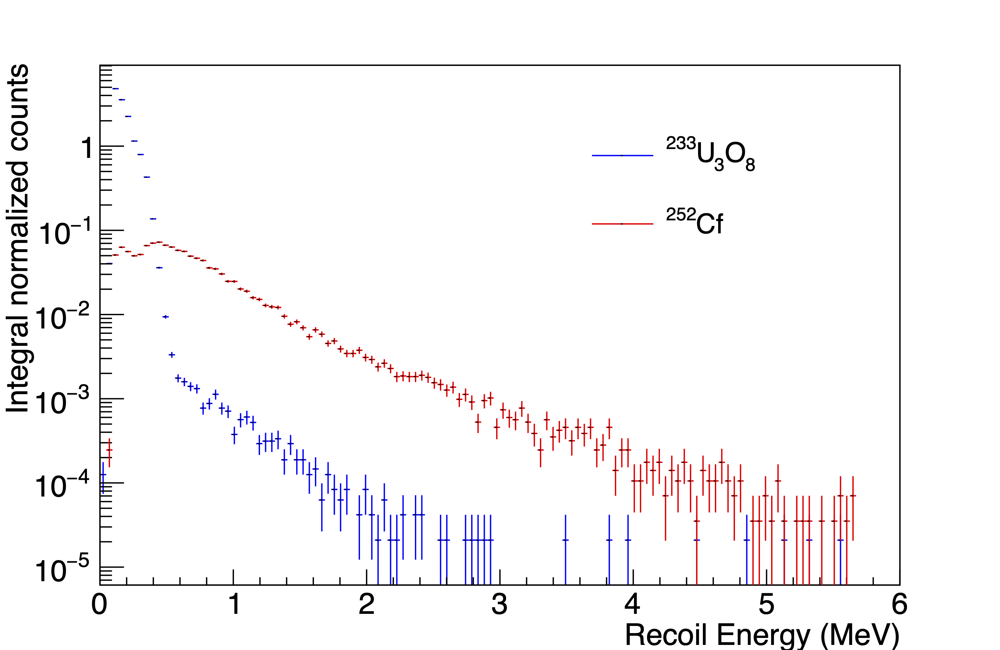 Integral normalized counts
1
10⁻¹
10⁻²
10⁻³
10⁻⁴
10⁻⁵
²³³U₃O₈
²⁵²Cf
0 1 2 3 4 5 6
Recoil Energy (MeV)